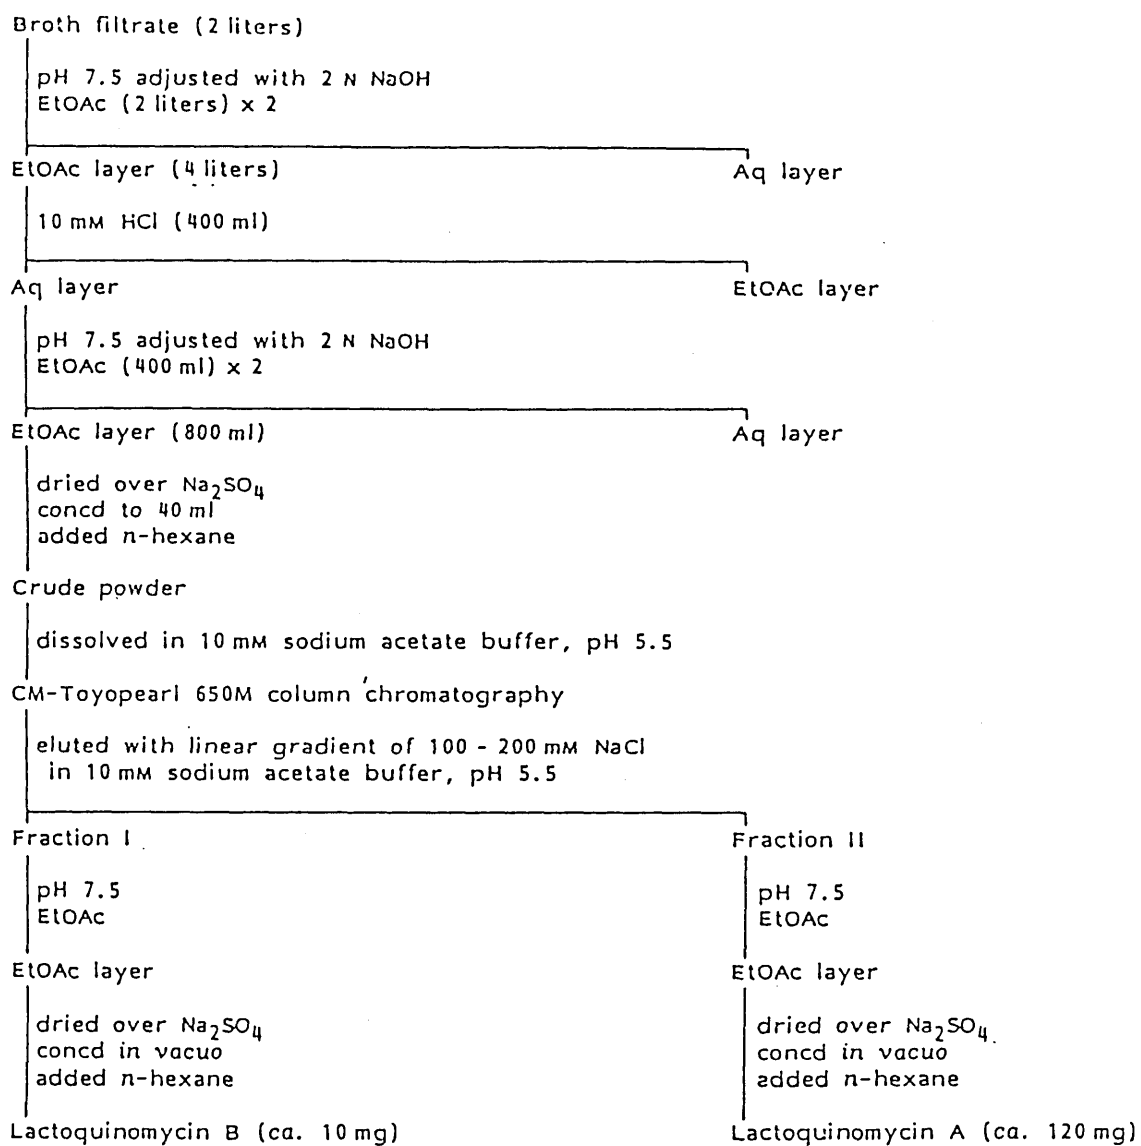 Broth filtrate (2 liters)
pH 7.5 adjusted with 2 N NaOH
EtOAc (2 liters) x 2
EtOAc layer (4 liters)
Aq layer
10 mM HCl (400 ml)
Aq layer
EtOAc layer
pH 7.5 adjusted with 2 N NaOH
EtOAc (400 ml) x 2
EtOAc layer (800 ml)
Aq layer
dried over Na₂SO₄
concd to 40 ml
added n-hexane
Crude powder
dissolved in 10 mM sodium acetate buffer, pH 5.5
CM-Toyopearl 650M column chromatography
eluted with linear gradient of 100 - 200 mM NaCl
in 10 mM sodium acetate buffer, pH 5.5
Fraction I
Fraction II
pH 7.5
EtOAc
pH 7.5
EtOAc
EtOAc layer
EtOAc layer
dried over Na₂SO₄
concd in vacuo
added n-hexane
dried over Na₂SO₄
concd in vacuo
added n-hexane
Lactoquinomycin B (ca. 10 mg)
Lactoquinomycin A (ca. 120 mg)